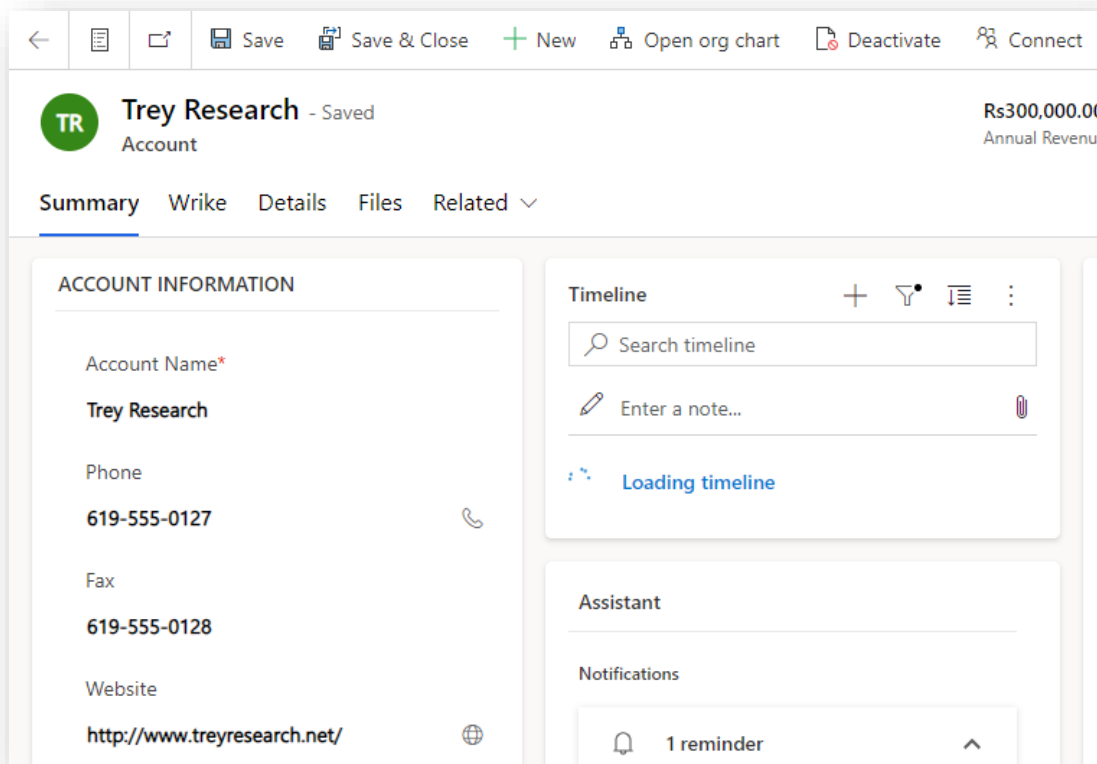 Save Save & Close New Open org chart Deactivate Connect
TR
Trey Research - Saved
Account
Rs300,000.00
Annual Revenu
Summary Wrike Details Files Related
ACCOUNT INFORMATION
Account Name*
Trey Research
Phone
619-555-0127
Fax
619-555-0128
Website
http://www.treyresearch.net/
Timeline
Search timeline
Enter a note...
Loading timeline
Assistant
Notifications
1 reminder